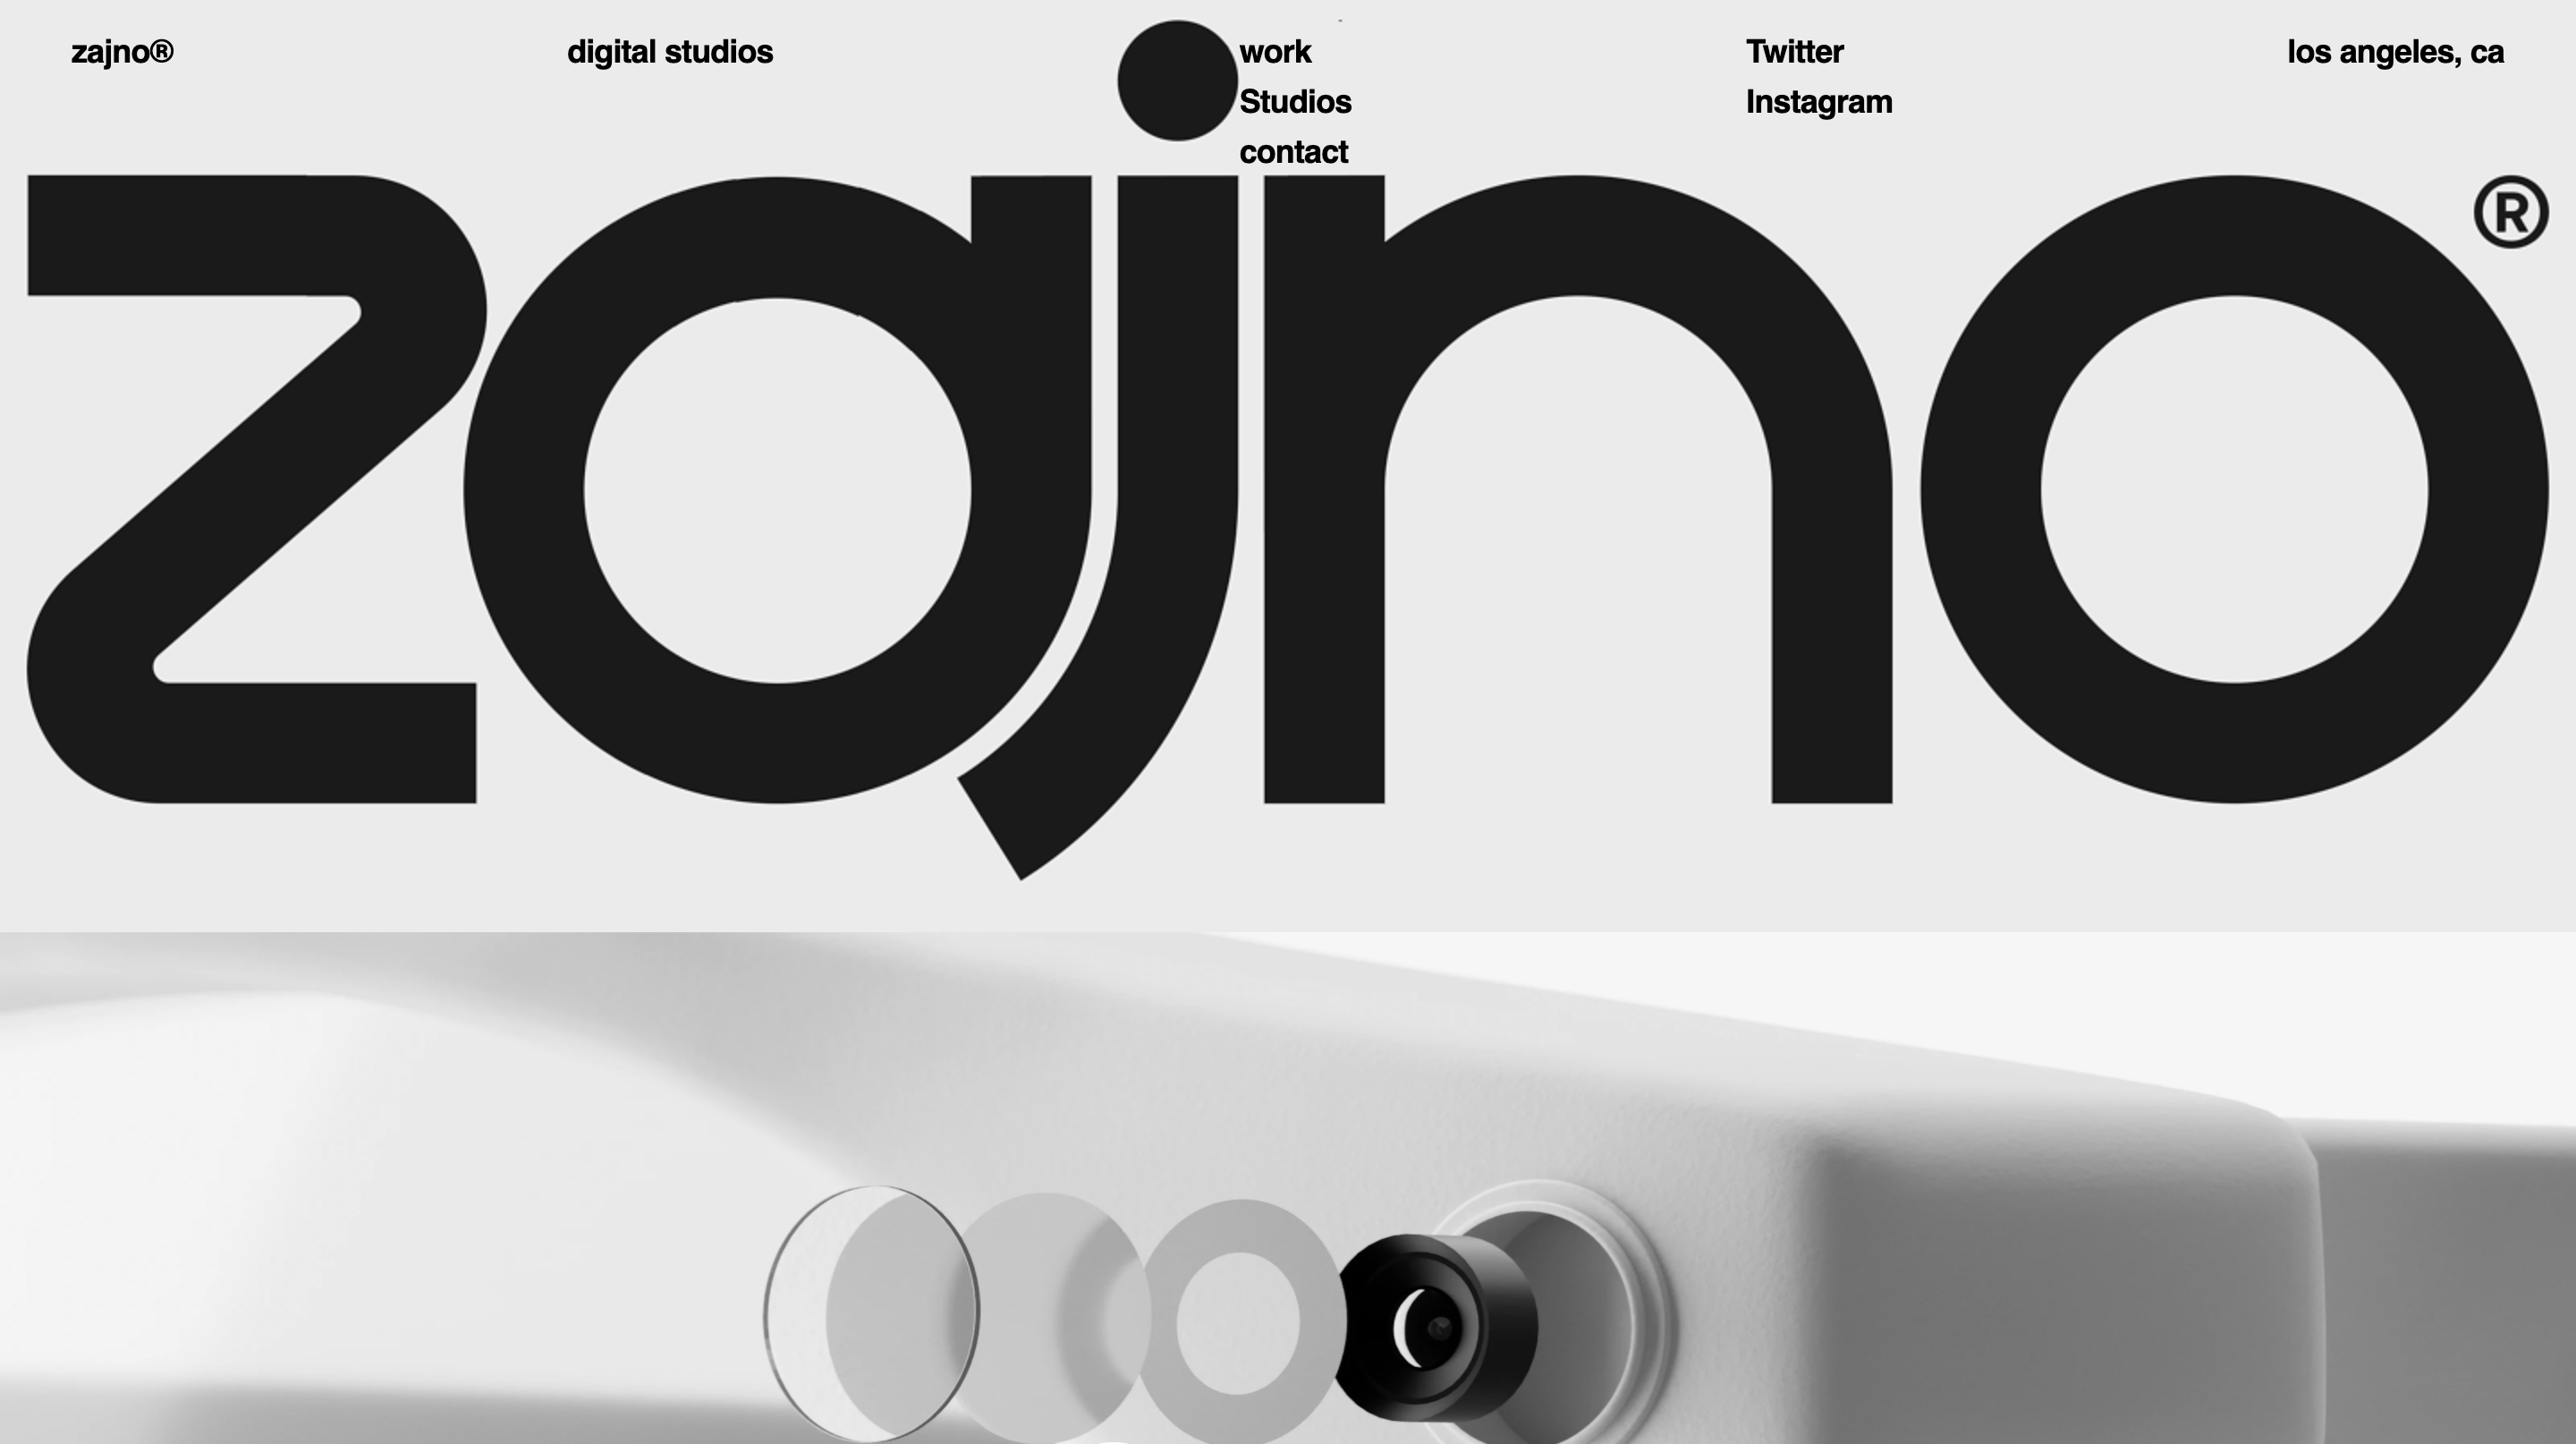 zajno®
digital studios
work
Studios
contact
Twitter
Instagram
los angeles, ca
zajno®